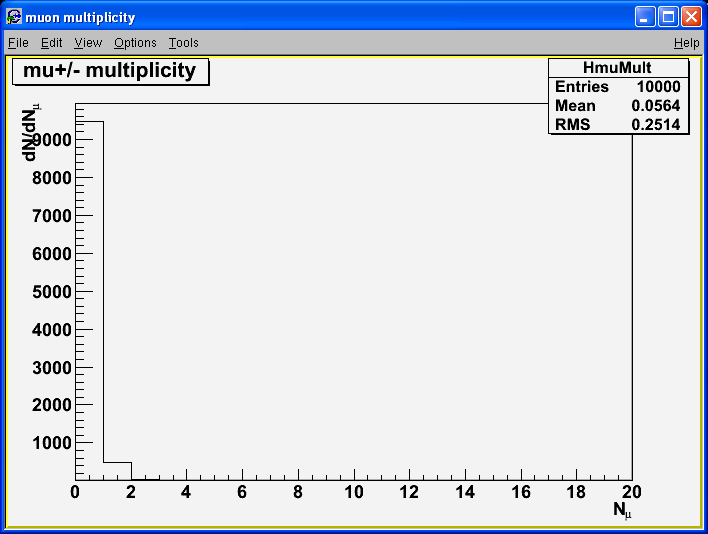 muon multiplicity
File Edit View Options Tools Help
mu+/- multiplicity
HmuMult
Entries 10000
Mean 0.0564
RMS 0.2514
dN/dNμ
9000
8000
7000
6000
5000
4000
3000
2000
1000
0 2 4 6 8 10 12 14 16 18 20
Nμ